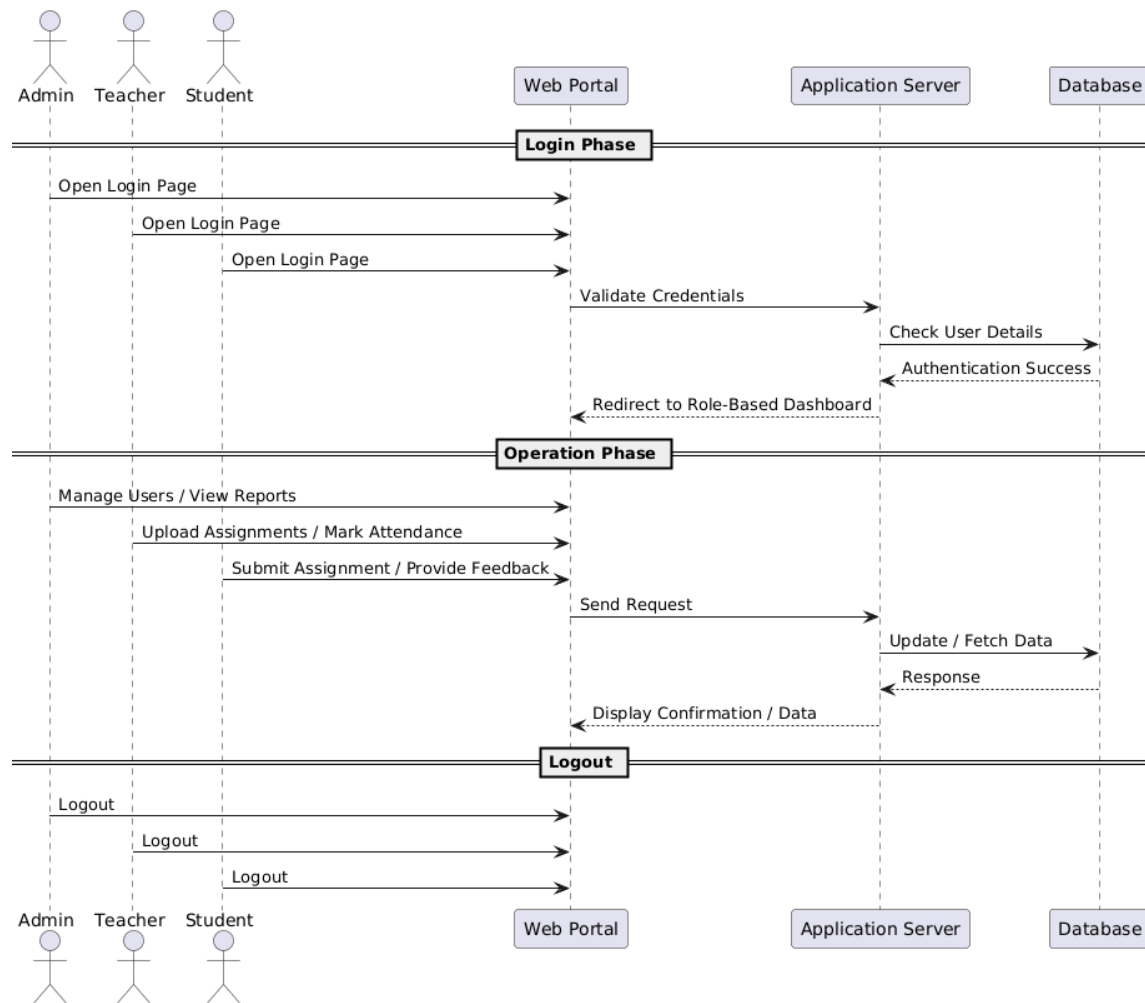 Admin Teacher Student Web Portal Application Server Database
Login Phase
Open Login Page
Open Login Page
Open Login Page
Validate Credentials
Check User Details
Authentication Success
Redirect to Role-Based Dashboard
Operation Phase
Manage Users / View Reports
Upload Assignments / Mark Attendance
Submit Assignment / Provide Feedback
Send Request
Update / Fetch Data
Response
Display Confirmation / Data
Logout
Logout
Logout
Logout
Admin Teacher Student Web Portal Application Server Database